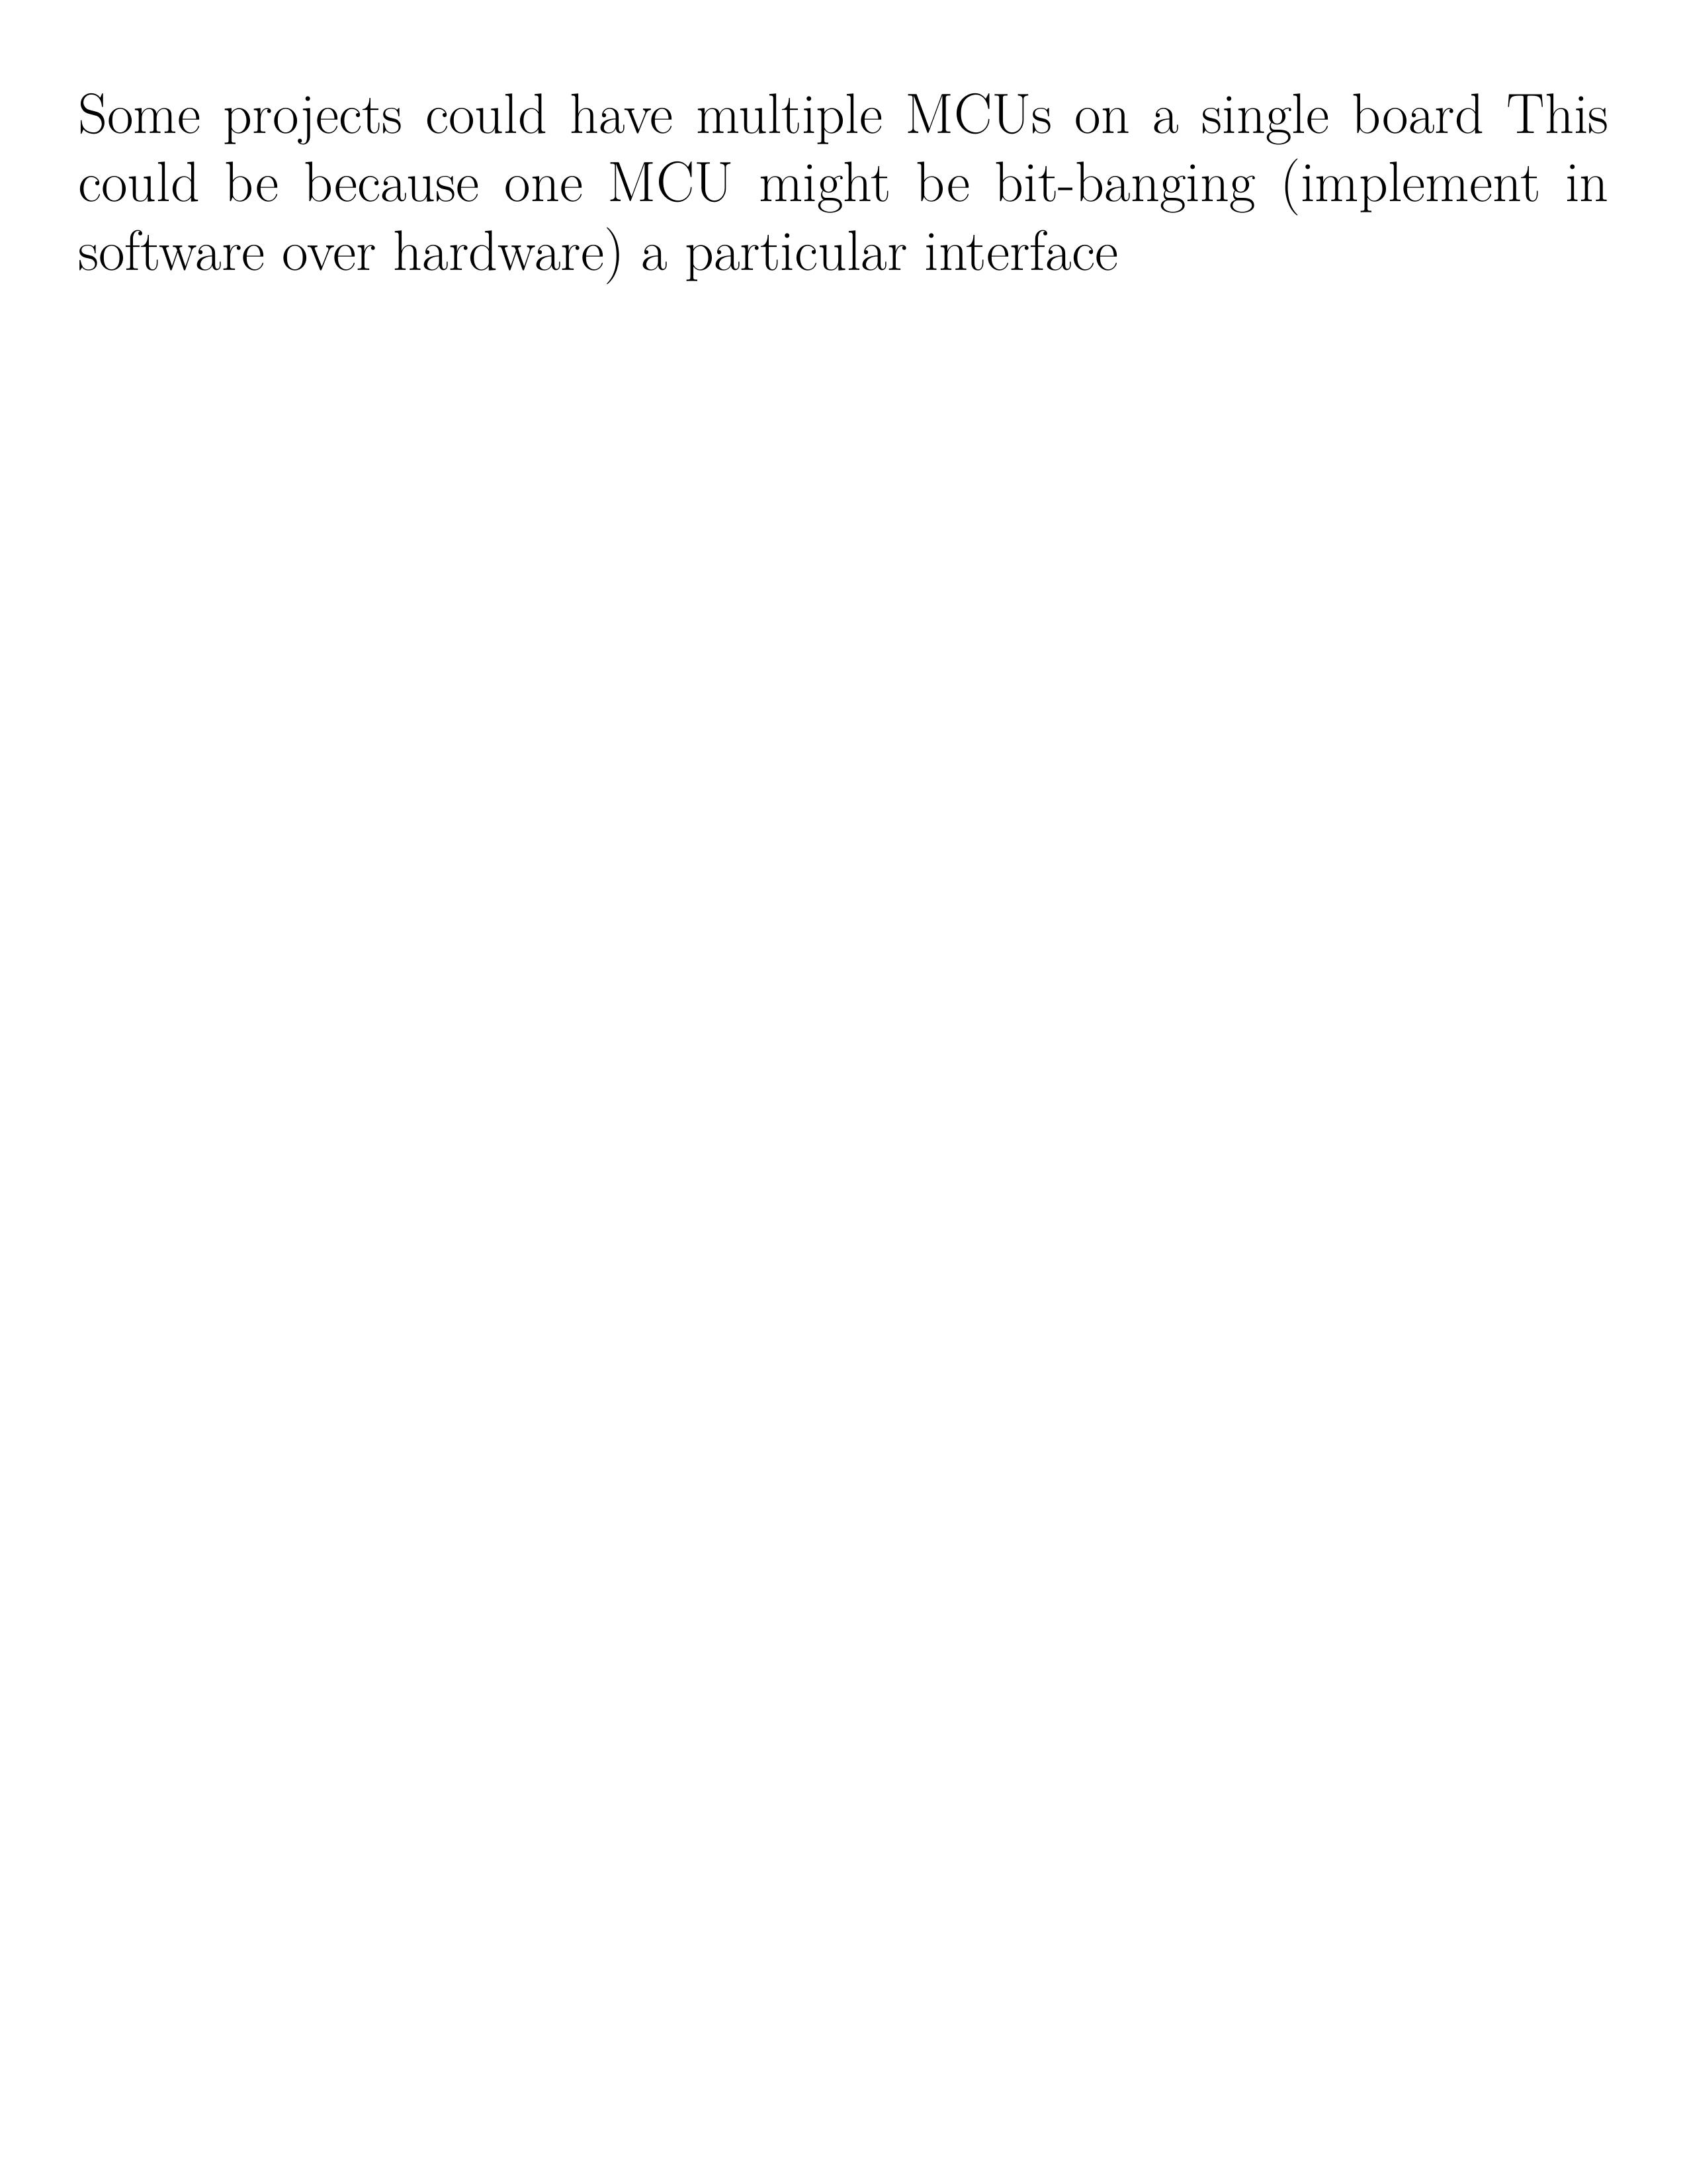 Some projects could have multiple MCUs on a single board This
could be because one MCU might be bit-banging (implement in
software over hardware) a particular interface